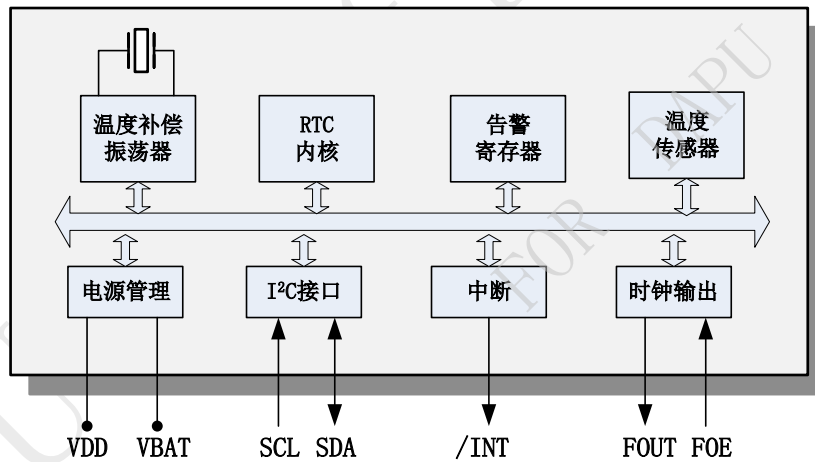 温度补偿
振荡器
RTC
内核
告警
寄存器
温度
传感器
电源管理
I²C接口
中断
时钟输出
VDD VBAT SCL SDA /INT FOUT FOE
FOR DAPU